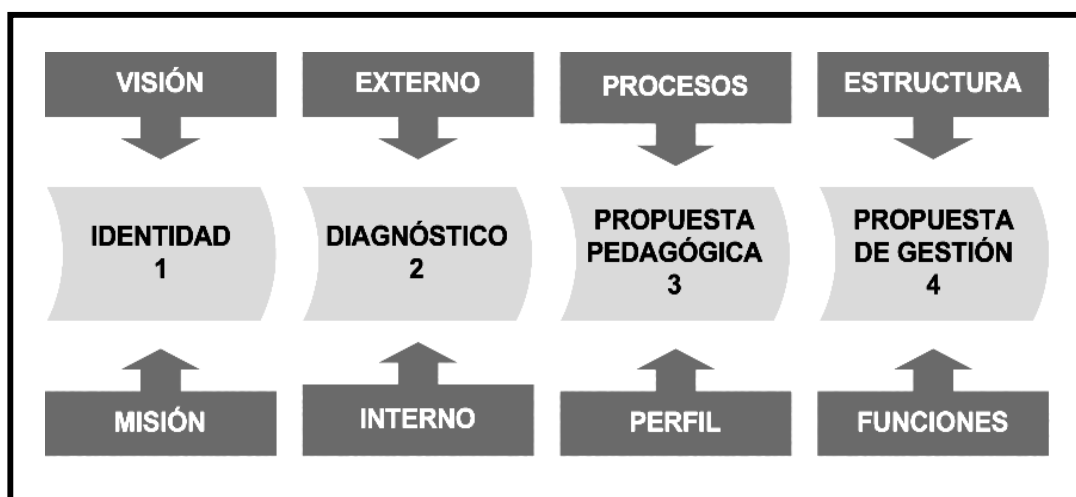 VISIÓN
EXTERNO
PROCESOS
ESTRUCTURA
IDENTIDAD
1
DIAGNÓSTICO
2
PROPUESTA
PEDAGÓGICA
3
PROPUESTA
DE GESTIÓN
4
MISIÓN
INTERNO
PERFIL
FUNCIONES